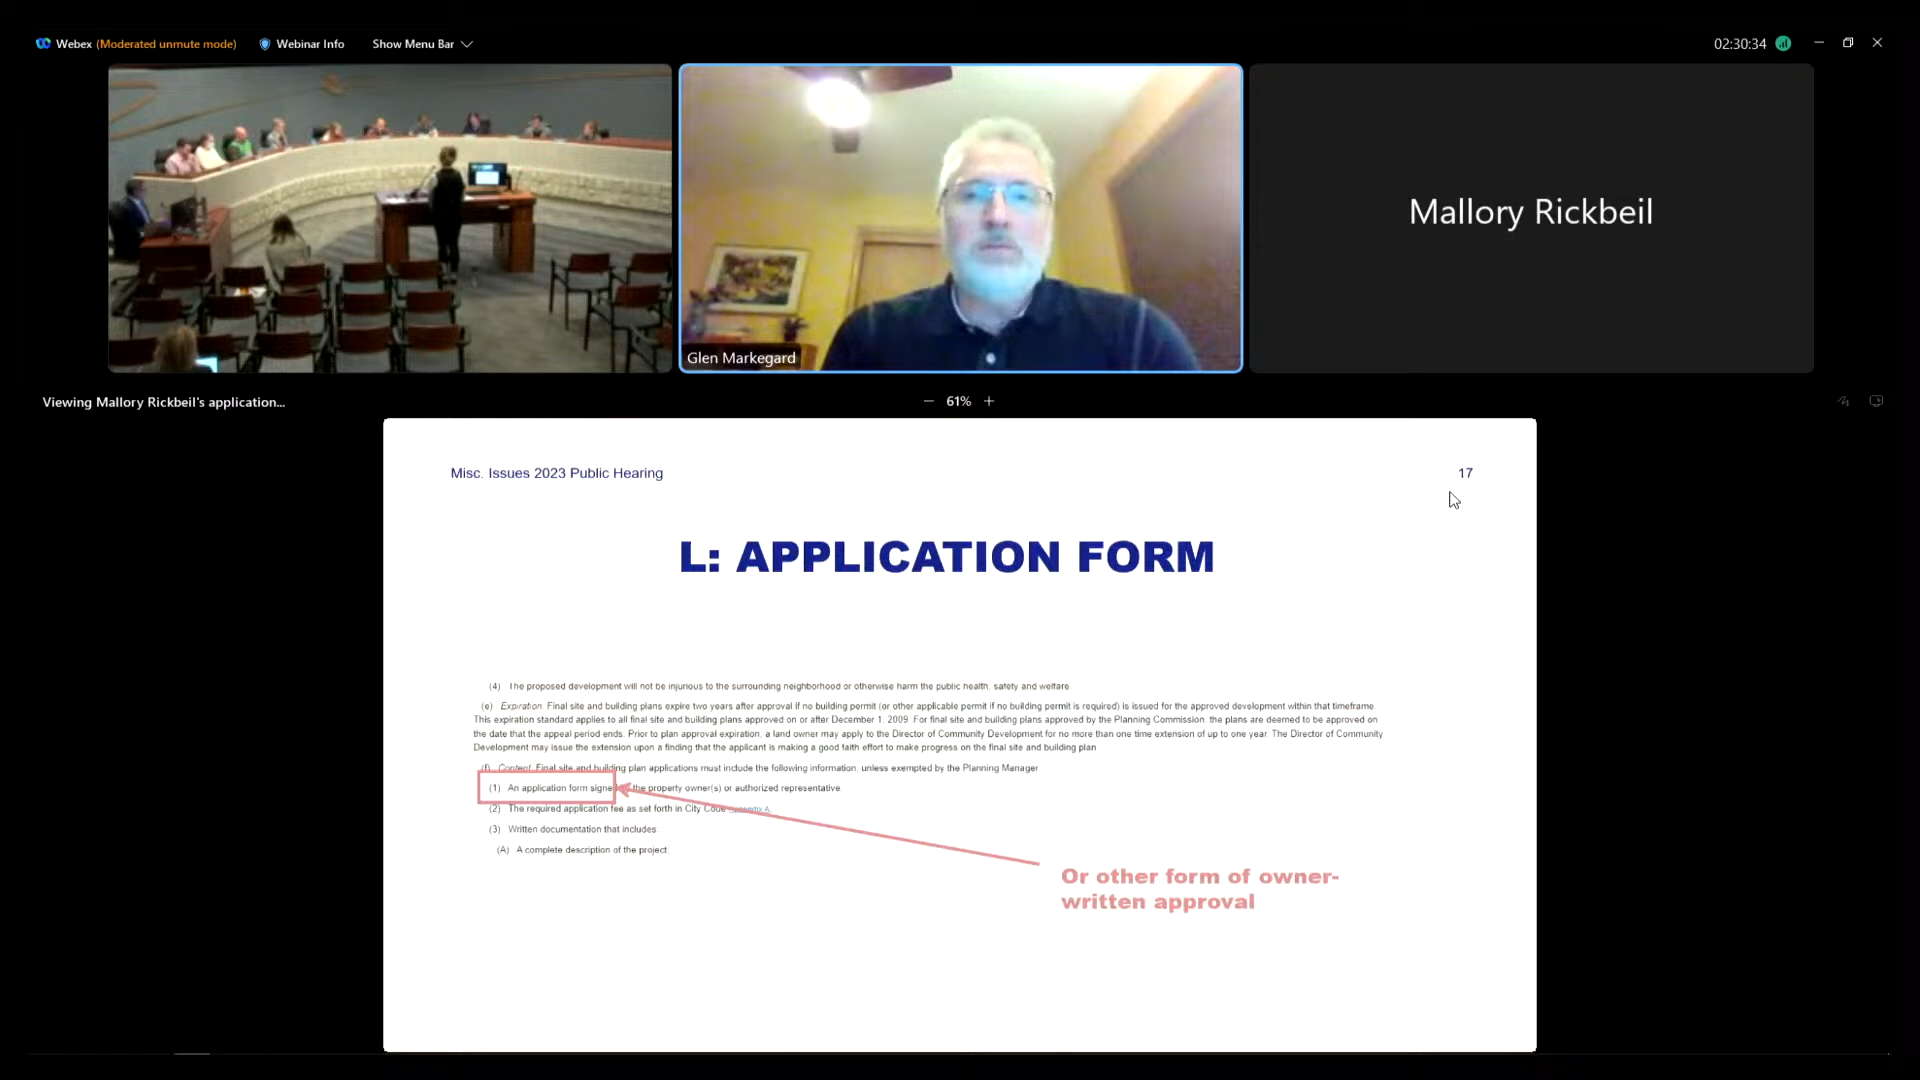 Webex (Moderated unmute mode)
Webinar Info
Show Menu Bar
02:30:34
Glen Markegard
Mallory Rickbeil
Viewing Mallory Rickbeil's application...
61%
Misc. Issues 2023 Public Hearing
17
L: APPLICATION FORM
(4) The proposed development will not be injurious to the surrounding neighborhood or otherwise harm the public health, safety and welfare.
(e) Expiration. Final site and building plans expire two years after approval if no building permit (or other applicable permit if no building permit is required) is issued for the approved development within that timeframe.
This expiration standard applies to all final site and building plans approved on or after December 1, 2009. For final site and building plans approved by the Planning Commission, the plans are deemed to be approved on
the date that the appeal period ends. Prior to plan approval expiration, a land owner may apply to the Director of Community Development for no more than one time extension of up to one year. The Director of Community
Development may issue the extension upon a finding that the applicant is making a good faith effort to make progress on the final site and building plan.
(f) Content. Final site and building plan applications must include the following information, unless exempted by the Planning Manager
(1) An application form signed the property owner(s) or authorized representative.
(2) The required application fee as set forth in City Code Appendix A.
(3) Written documentation that includes:
(A) A complete description of the project.
Or other form of owner-
written approval